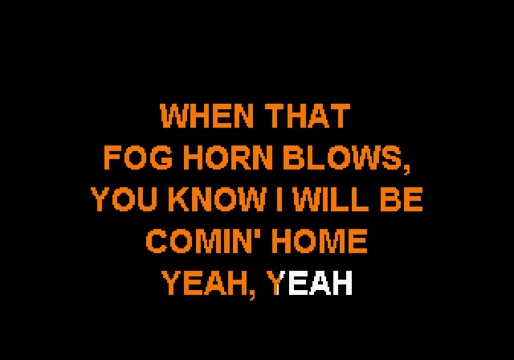 WHEN THAT
FOG HORN BLOWS,
YOU KNOW I WILL BE
COMIN' HOME
YEAH, YEAH